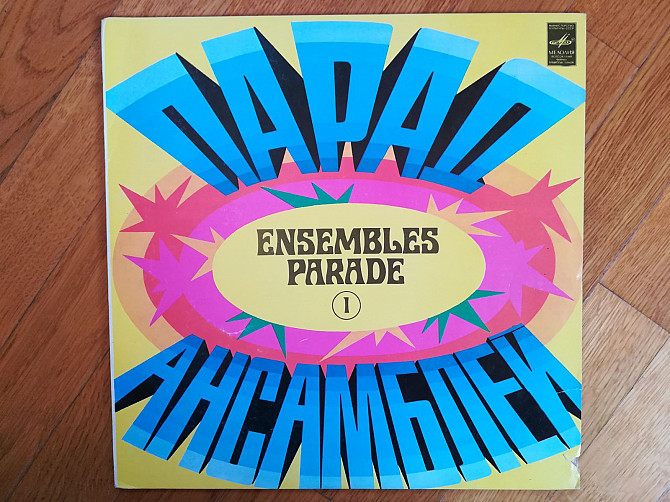 ПАРАД
МЕЛОДИЯ
ENSEMBLES
PARADE
1
АНСАМБЛЕЙ